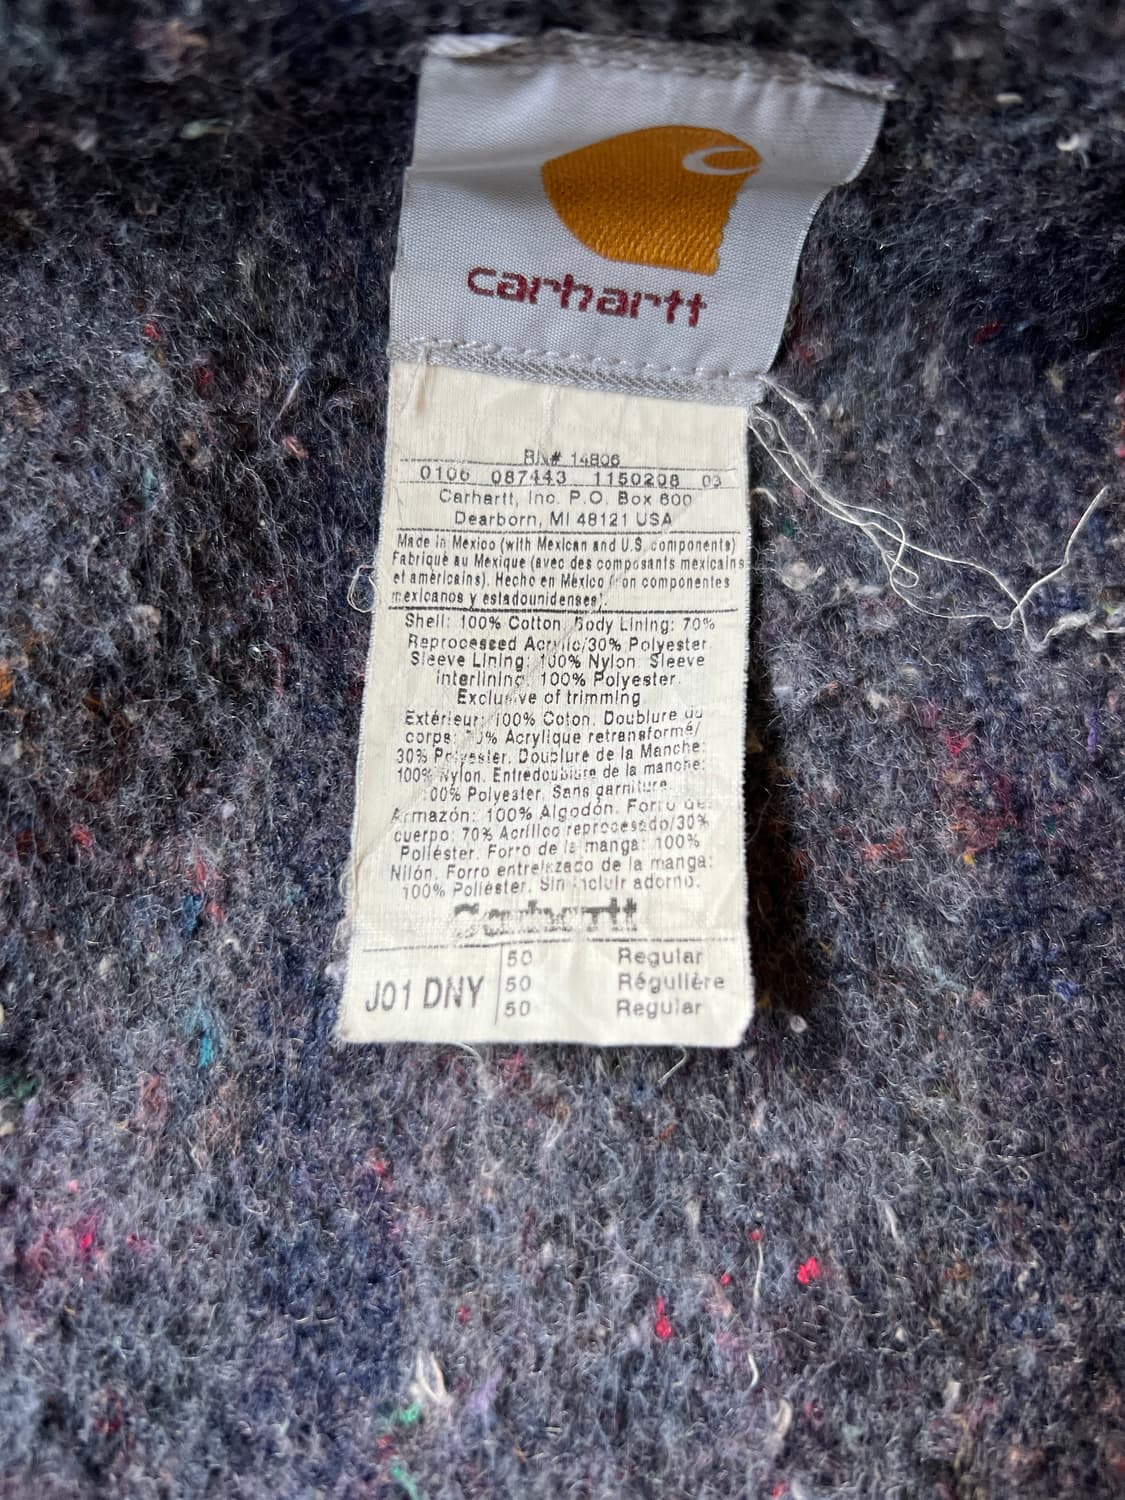 carhartt
RN# 14806
0106 087443 1150208 03
Carhartt, Inc. P.O. Box 600
Dearborn, MI 48121 USA
Made in Mexico (with Mexican and U.S. components)
Fabriqué au Mexique (avec des composants mexicains
et américains). Hecho en México con componentes
mexicanos y estadounidenses).
Shell: 100% Cotton. Body Lining: 70%
Reprocessed Acrylic/30% Polyester.
Sleeve Lining: 100% Nylon. Sleeve
interlining: 100% Polyester.
Exclusive of trimming
Extérieur: 100% Coton. Doublure du
corps: 70% Acrylique retransformé/
30% Polyester. Doublure de la Manche:
100% Nylon. Entredoublure de la manche:
100% Polyester. Sans garniture.
Armazón: 100% Algodón. Forro de
cuerpo: 70% Acrílico reprocesado/30%
Poliéster. Forro de la manga: 100%
Nilón. Forro entrelazado de la manga:
100% Poliéster. Sin incluir adorno.
Carhartt
J01 DNY
50 Regular
50 Régulière
50 Regular